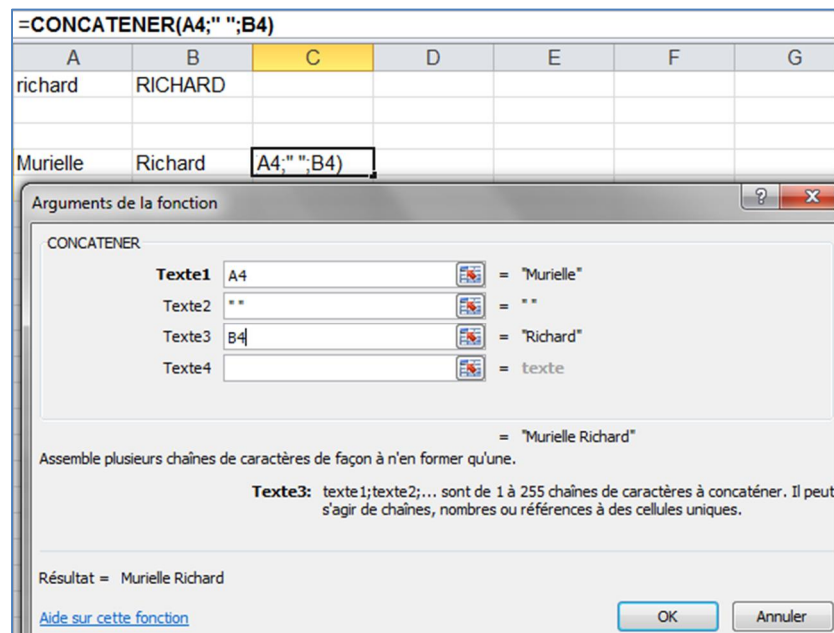 =CONCATENER(A4;" ";B4)
A B C D E F G
richard RICHARD
Murielle Richard A4;" ";B4)
Arguments de la fonction ?
CONCATENER
Texte1 A4 = "Murielle"
Texte2 " " = " "
Texte3 B4 = "Richard"
Texte4 = texte
= "Murielle Richard"
Assemble plusieurs chaînes de caractères de façon à n'en former qu'une.
Texte3: texte1;texte2;... sont de 1 à 255 chaînes de caractères à concaténer. Il peut
s'agir de chaînes, nombres ou références à des cellules uniques.
Résultat = Murielle Richard
Aide sur cette fonction OK Annuler